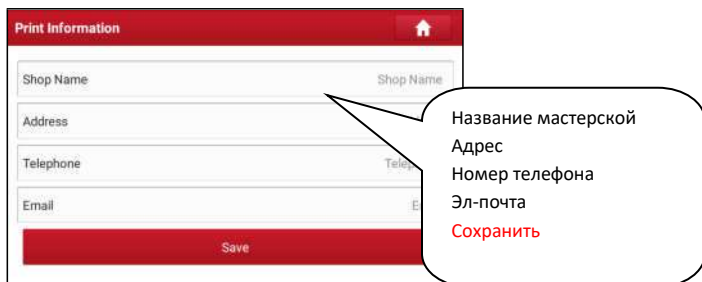 Print Information
Shop Name Shop Name
Address
Telephone
Email
Save
Название мастерской
Адрес
Номер телефона
Эл-почта
Сохранить